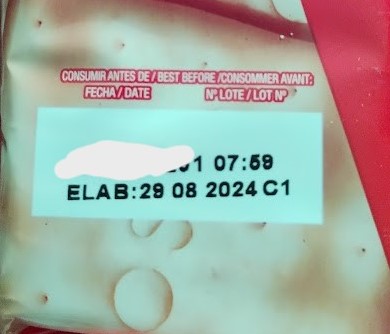 CONSUMIR ANTES DE / BEST BEFORE / CONSOMMER AVANT:
FECHA / DATE Nº LOTE / LOT Nº
07:59
ELAB:29 08 2024 C1